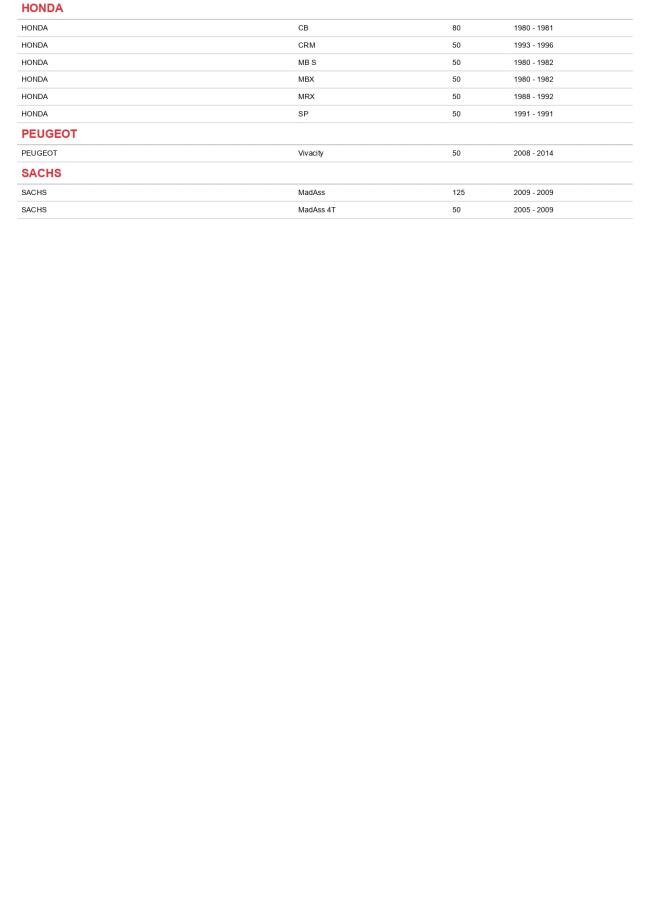 HONDA
HONDA CB 80 1980 - 1981
HONDA CRM 50 1993 - 1996
HONDA MB S 50 1980 - 1982
HONDA MBX 50 1980 - 1982
HONDA MRX 50 1988 - 1992
HONDA SP 50 1991 - 1991
PEUGEOT
PEUGEOT Vivacity 50 2008 - 2014
SACHS
SACHS MadAss 125 2009 - 2009
SACHS MadAss 4T 50 2005 - 2009